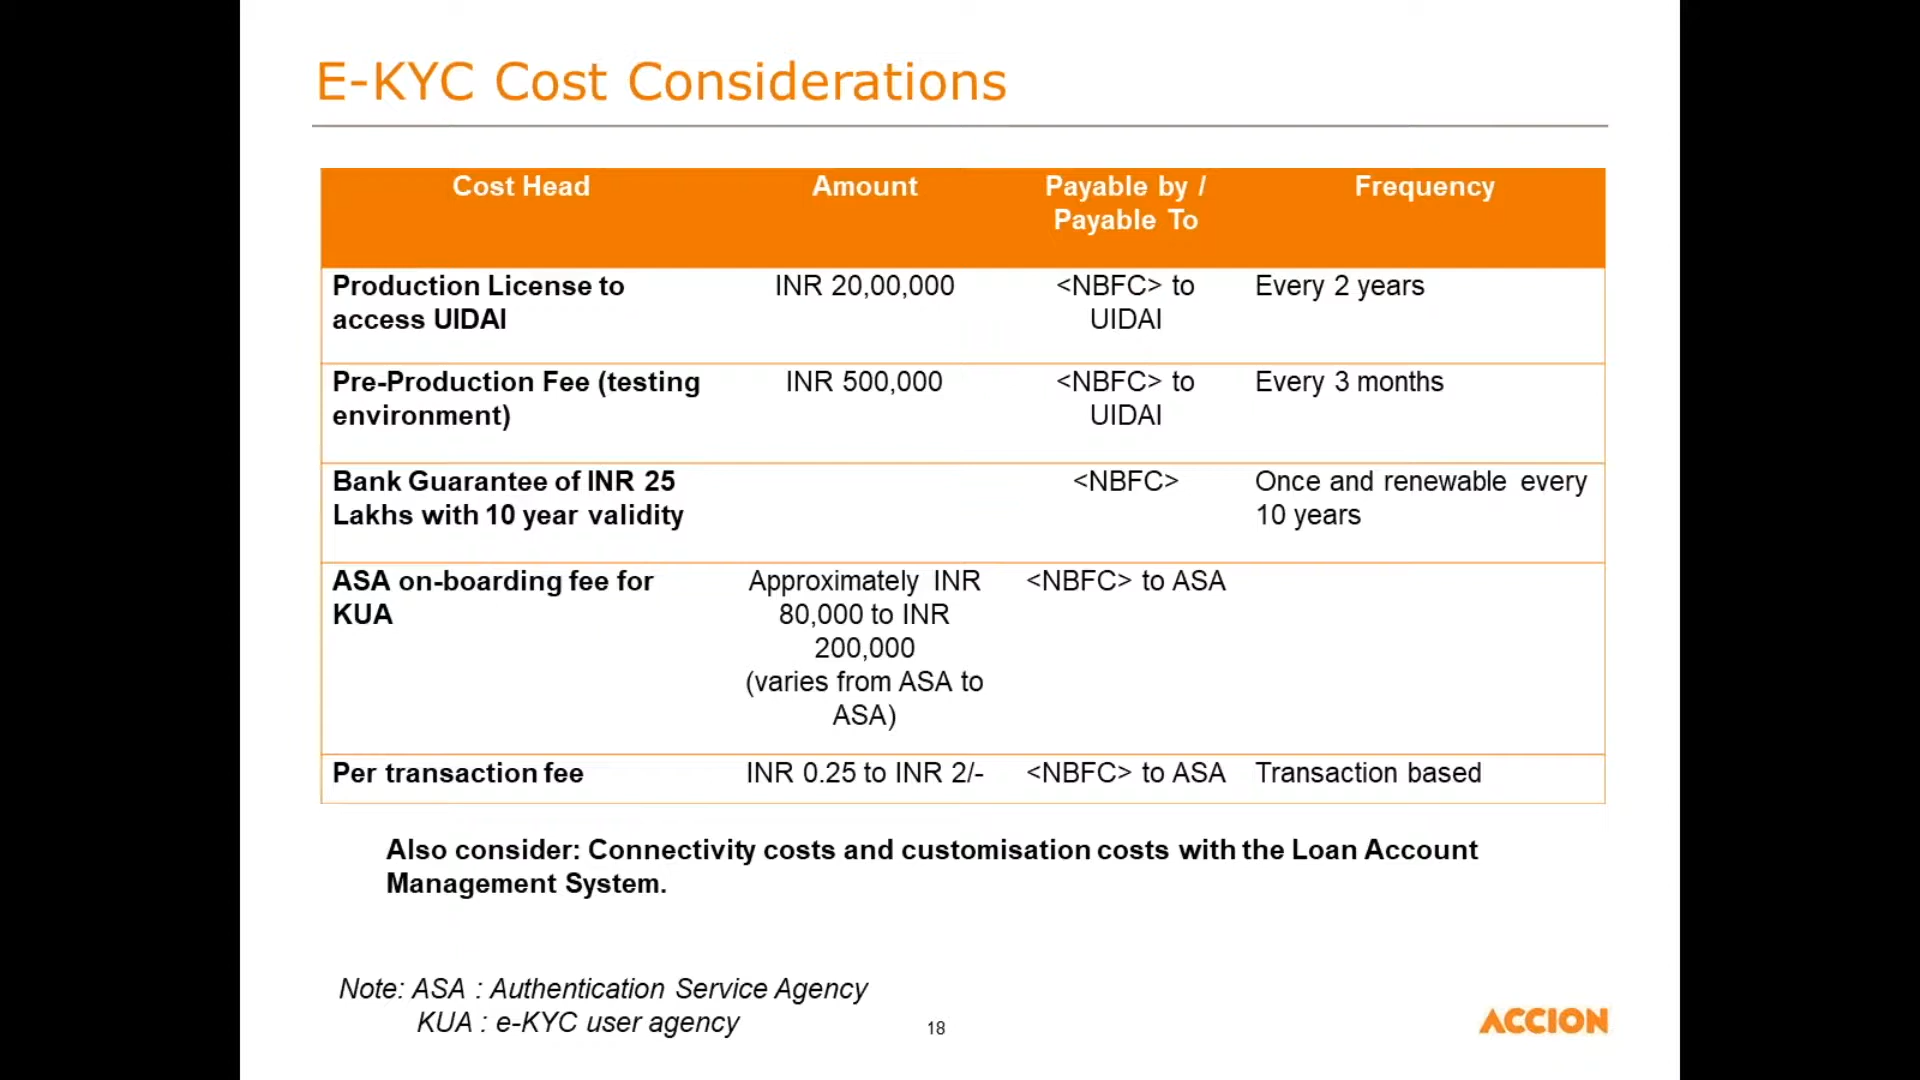 E-KYC Cost Considerations
Cost Head
Amount
Payable by /
Payable To
Frequency
Production License to
access UIDAI
INR 20,00,000
<NBFC> to
UIDAI
Every 2 years
Pre-Production Fee (testing
environment)
INR 500,000
<NBFC> to
UIDAI
Every 3 months
Bank Guarantee of INR 25
Lakhs with 10 year validity
<NBFC>
Once and renewable every
10 years
ASA on-boarding fee for
KUA
Approximately INR
80,000 to INR
200,000
(varies from ASA to
ASA)
<NBFC> to ASA
Per transaction fee
INR 0.25 to INR 2/-
<NBFC> to ASA
Transaction based
Also consider: Connectivity costs and customisation costs with the Loan Account
Management System.
Note: ASA : Authentication Service Agency
KUA : e-KYC user agency
18
ACCION